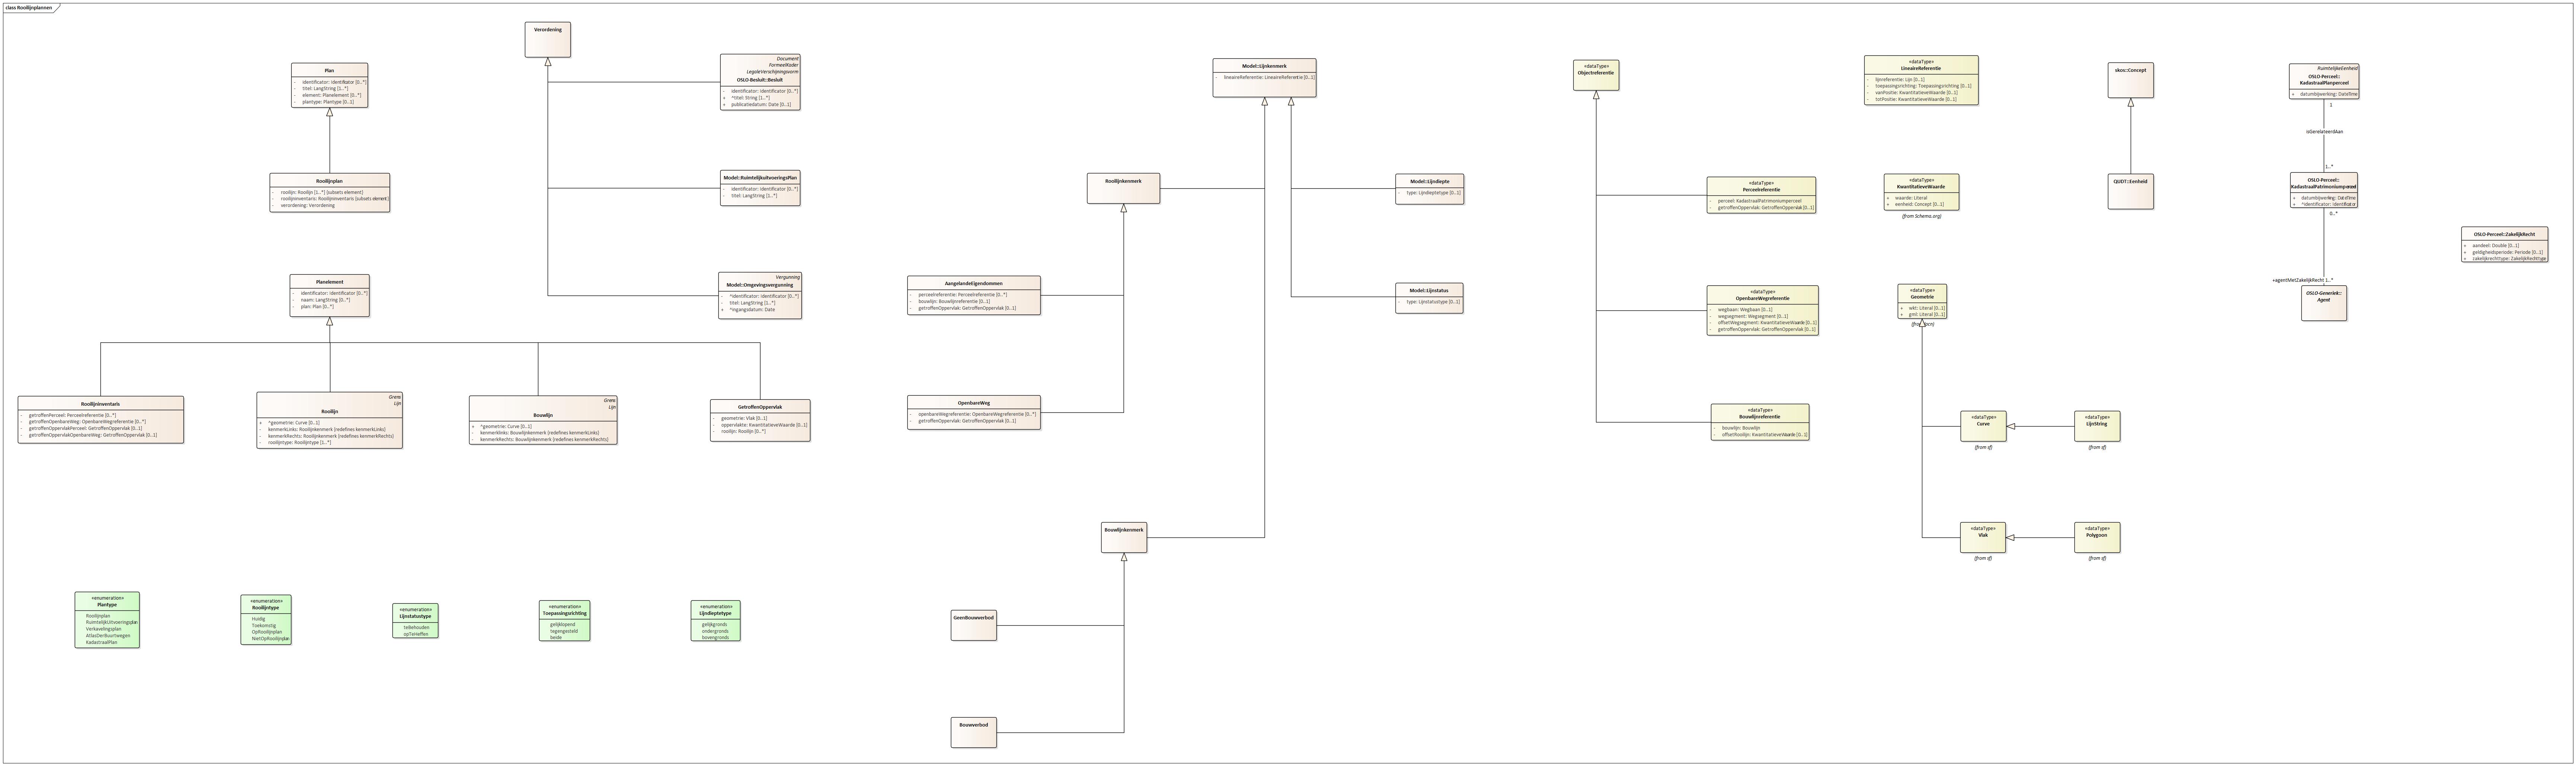 class Rooilijnplannen
Plan
- identificator: Identificator [0..*]
- titel: LangString [1..*]
- element: Planelement [0..*]
- plantype: Plantype [0..1]
Rooilijnplan
- rooilijn: Rooilijn [1..*] {subsets element}
- rooilijninventaris: Rooilijninventaris {subsets element}
- verordening: Verordening
Planelement
- identificator: Identificator [0..*]
- naam: LangString [0..*]
- plan: Plan [0..*]
Rooilijninventaris
- getroffenPerceel: Perceelreferentie [0..*]
- getroffenOpenbareWeg: OpenbareWegreferentie [0..*]
- getroffenOppervlakPerceel: GetroffenOppervlak [0..1]
- getroffenOppervlakOpenbareWeg: GetroffenOppervlak [0..1]
Grens
Lijn
Rooilijn
+ *geometrie: Curve [0..1]
- kenmerkLinks: Rooilijnkenmerk {redefines kenmerkLinks}
- kenmerkRechts: Rooilijnkenmerk {redefines kenmerkRechts}
- rooilijntype: Rooilijntype [1..*]
Grens
Lijn
Bouwlijn
+ *geometrie: Curve [0..1]
- kenmerklinks: Bouwlijnkenmerk {redefines kenmerkLinks}
- kenmerkRechts: Bouwlijnkenmerk {redefines kenmerkRechts}
GetroffenOppervlak
- geometrie: Vlak [0..1]
- oppervlakte: KwantitatieveWaarde [0..1]
- rooilijn: Rooilijn [0..*]
«enumeration»
Plantype
Rooilijnplan
RuimtelijkUitvoeringsplan
Verkavelingsplan
AtlasDerBuurtwegen
KadastraalPlan
«enumeration»
Rooilijntype
Huidig
Toekomstig
OpRooilijnplan
NietOpRooilijnplan
«enumeration»
Lijnstatustype
teBehouden
opTeHeffen
«enumeration»
Toepassingsrichting
gelijklopend
tegengesteld
beide
«enumeration»
Lijndieptetype
gelijkgronds
ondergronds
bovengronds
Verordening
Document
FormeelKader
LegaleVerschijningsvorm
OSLO-Besluit::Besluit
- identificator: Identificator [0..*]
+ *titel: String [1..*]
+ publicatiedatum: Date [0..1]
Model::RuimtelijkuitvoeringsPlan
- identificator: Identificator [0..*]
- titel: LangString [1..*]
Vergunning
Model::Omgevingsvergunning
- *identificator: Identificator [0..*]
- titel: LangString [1..*]
+ *ingangsdatum: Date
Model::Lijnkenmerk
- lineaireReferentie: LineaireReferentie [0..1]
Rooilijnkenmerk
Model::Lijndiepte
- type: Lijndieptetype [0..1]
Model::Lijnstatus
- type: Lijnstatustype [0..1]
AangelandeEigendommen
- perceelreferentie: Perceelreferentie [0..*]
- bouwlijn: Bouwlijnreferentie [0..1]
- getroffenOppervlak: GetroffenOppervlak [0..1]
OpenbareWeg
- openbareWegreferentie: OpenbareWegreferentie [0..*]
- getroffenOppervlak: GetroffenOppervlak [0..1]
Bouwlijnkenmerk
GeenBouwverbod
Bouwverbod
«dataType»
Objectreferentie
«dataType»
Perceelreferentie
- perceel: KadastraalPatrimoniumperceel
- getroffenOppervlak: GetroffenOppervlak [0..1]
«dataType»
OpenbareWegreferentie
- wegbaan: Wegbaan [0..1]
- wegsegment: Wegsegment [0..1]
- offsetWegsegment: KwantitatieveWaarde [0..1]
- getroffenOppervlak: GetroffenOppervlak [0..1]
«dataType»
Bouwlijnreferentie
- bouwlijn: Bouwlijn
- offsetRooilijn: KwantitatieveWaarde [0..1]
«dataType»
LineaireReferentie
- lijnreferentie: Lijn [0..1]
- toepassingsrichting: Toepassingsrichting [0..1]
- vanPositie: KwantitatieveWaarde [0..1]
- totPositie: KwantitatieveWaarde [0..1]
«dataType»
KwantitatieveWaarde
+ waarde: Literal
+ eenheid: Concept [0..1]
(from Schema.org)
«dataType»
Geometrie
+ wkt: Literal [0..1]
+ gml: Literal [0..1]
«dataType»
Curve
(from sf)
«dataType»
LijnString
(from sf)
«dataType»
Vlak
(from sf)
«dataType»
Polygoon
(from sf)
skos::Concept
QUDT::Eenheid
RuimtelijkeEenheid
OSLO-Perceel::
KadastraalPlanperceel
+ datumbijwerking: DateTime
1
isGerelateerdAan
1..*
OSLO-Perceel::
KadastraalPatrimoniumperceel
+ datumbijwerking: DateTime
+ *identificator: Identificator
0..*
+agentMetZakelijkRecht 1..*
OSLO-Generiek::
Agent
OSLO-Perceel::ZakelijkRecht
+ aandeel: Double [0..1]
+ geldigheidsperiode: Periode [0..1]
+ zakelijkrechttype: ZakelijkRechttype